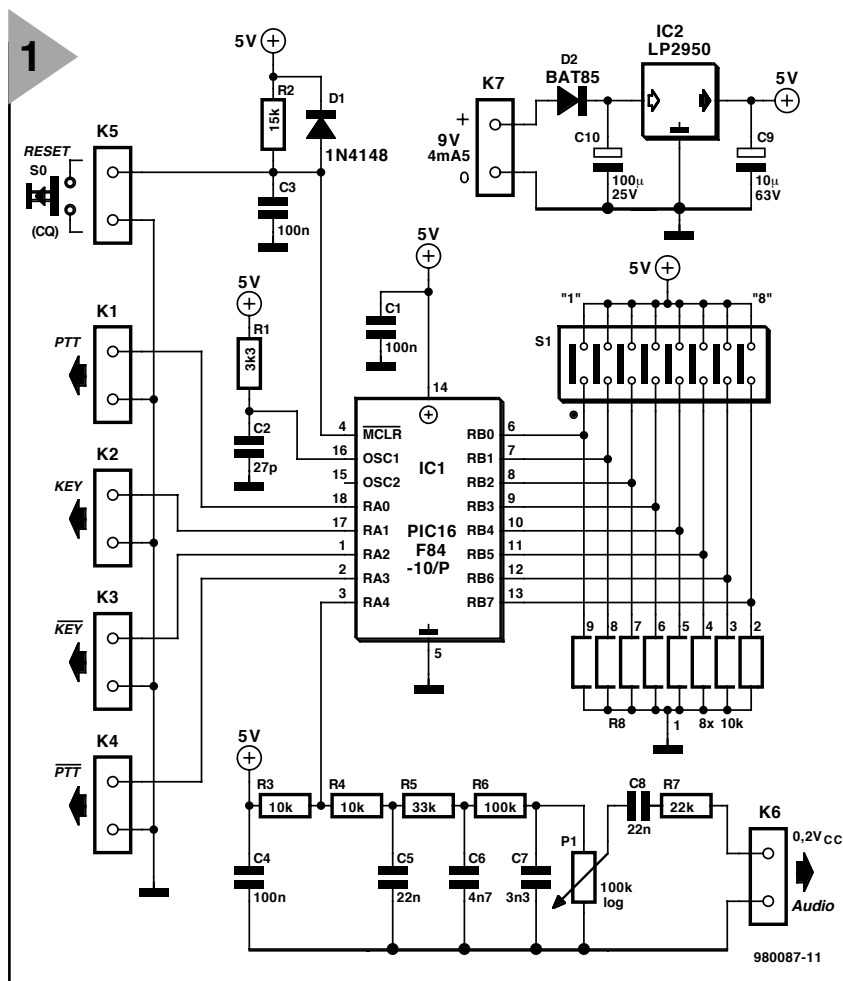 1
5V
R2
15k
D1
1N4148
C3
100n
K5
RESET
S0
(CQ)
K7
+
9V
4mA5
0
D2
BAT85
IC2
LP2950
5V
C10
100µ
25V
C9
10µ
63V
5V
R1
3k3
C2
27p
5V
C1
100n
K1
PTT
K2
KEY
K3
KEY
K4
PTT
14
4 MCLR
16 OSC1
15 OSC2
18 RA0
17 RA1
1 RA2
2 RA3
3 RA4
IC1
PIC16
F84
-10/P
RB0 6
RB1 7
RB2 8
RB3 9
RB4 10
RB5 11
RB6 12
RB7 13
5
5V
"1" "8"
S1
9 8 7 6 5 4 3 2
R8 1 8x 10k
5V
R3
10k
R4
10k
R5
33k
R6
100k
C4
100n
C5
22n
C6
4n7
C7
3n3
P1
100k
log
C8
22n
R7
22k
K6
0,2VCC
Audio
980087-11